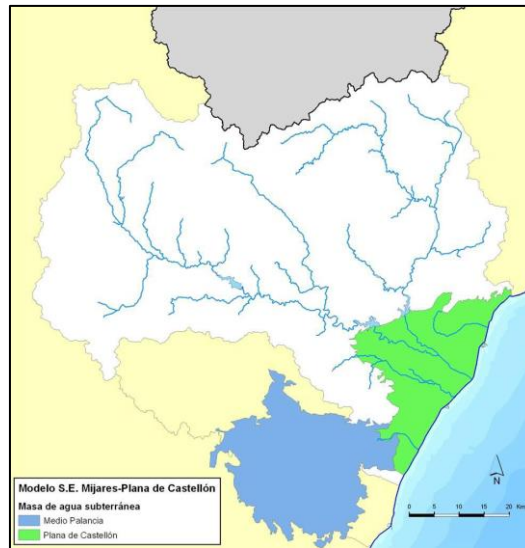 Modelo S.E. Mijares-Plana de Castellón
Masa de agua subterránea
Medio Palancia
Plana de Castellón
N
0 5 10 15 20 Km